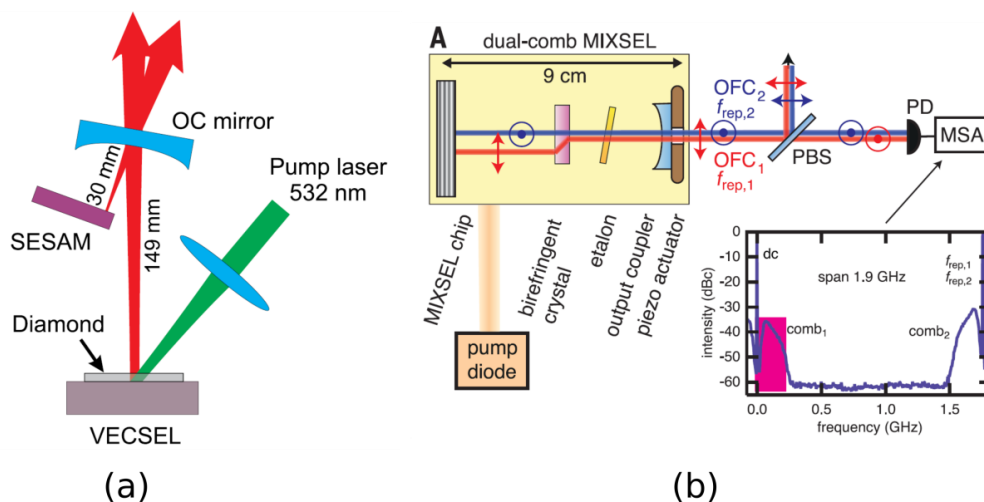 OC mirror
Pump laser
532 nm
30 mm
SESAM
149 mm
Diamond
VECSEL
(a)
A
dual-comb MIXSEL
9 cm
OFC2
frep,2
OFC1
frep,1
PBS
PD
MSA
MIXSEL chip
birefringent
crystal
etalon
output coupler
piezo actuator
pump
diode
0
-10
-20
-30
-40
-50
-60
intensity (dBc)
dc
span 1.9 GHz
frep,1
frep,2
comb1
comb2
0.0
0.5
1.0
1.5
frequency (GHz)
(b)